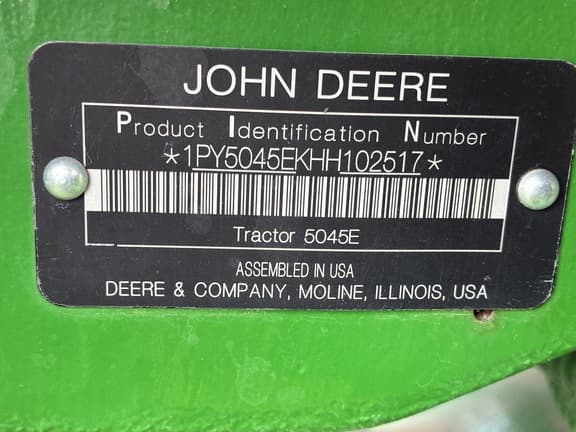 JOHN DEERE
Product Identification Number
*1PY5045EKHH102517*
Tractor 5045E
ASSEMBLED IN USA
DEERE & COMPANY, MOLINE, ILLINOIS, USA